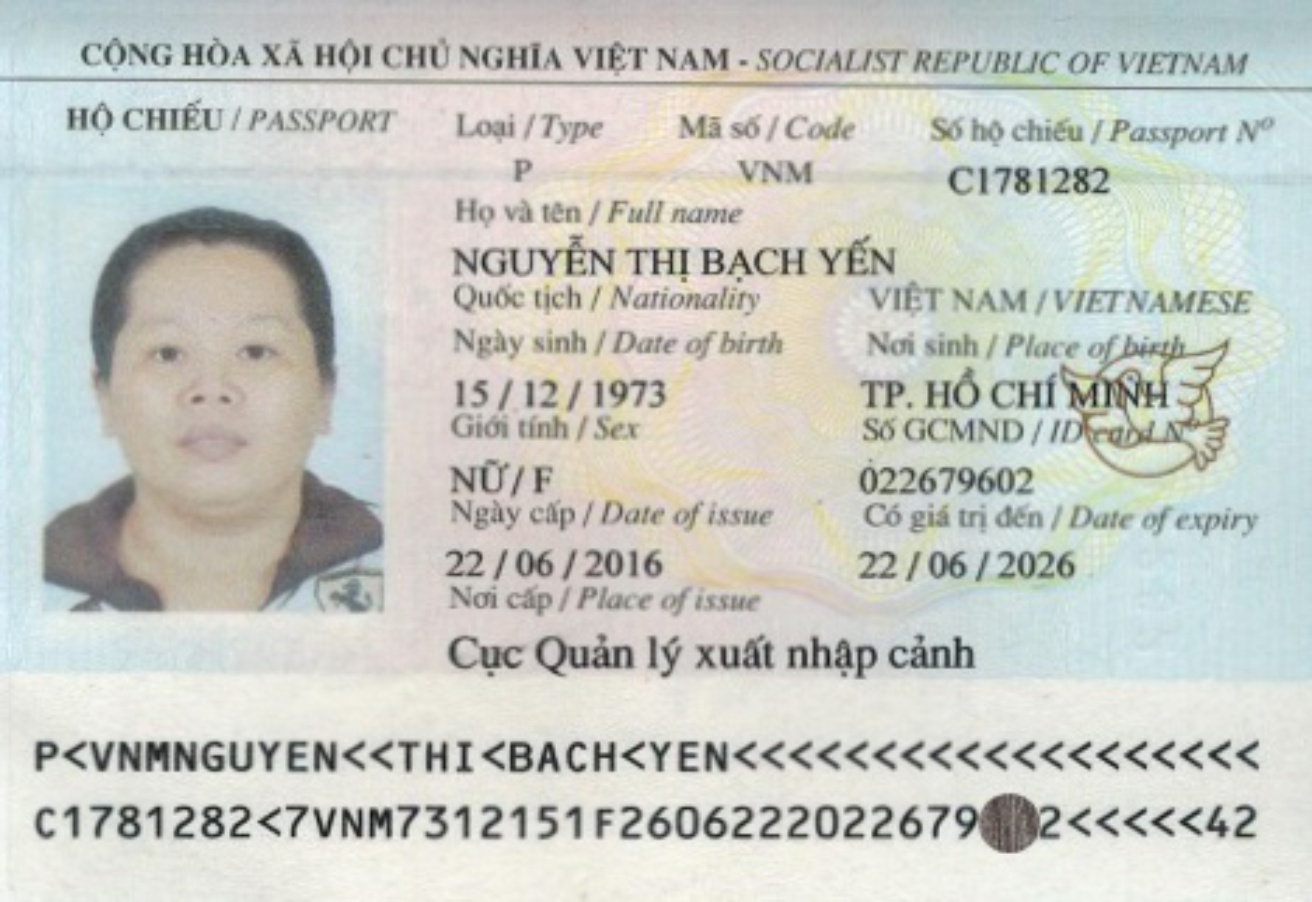 CỘNG HÒA XÃ HỘI CHỦ NGHĨA VIỆT NAM - SOCIALIST REPUBLIC OF VIETNAM
HỘ CHIẾU / PASSPORT Loại / Type Mã số / Code Số hộ chiếu / Passport Nº
P VNM C1781282
Họ và tên / Full name
NGUYỄN THỊ BẠCH YẾN
Quốc tịch / Nationality VIỆT NAM / VIETNAMESE
Ngày sinh / Date of birth Nơi sinh / Place of birth
15 / 12 / 1973 TP. HỒ CHÍ MINH
Giới tính / Sex Số GCMND / ID card Nº
NỮ / F 022679602
Ngày cấp / Date of issue Có giá trị đến / Date of expiry
22 / 06 / 2016 22 / 06 / 2026
Nơi cấp / Place of issue
Cục Quản lý xuất nhập cảnh
P<VNMNGUYEN<<THI<BACH<YEN<<<<<<<<<<<<<<<<<<<
C1781282<7VNM7312151F2606222022679 2<<<<<42